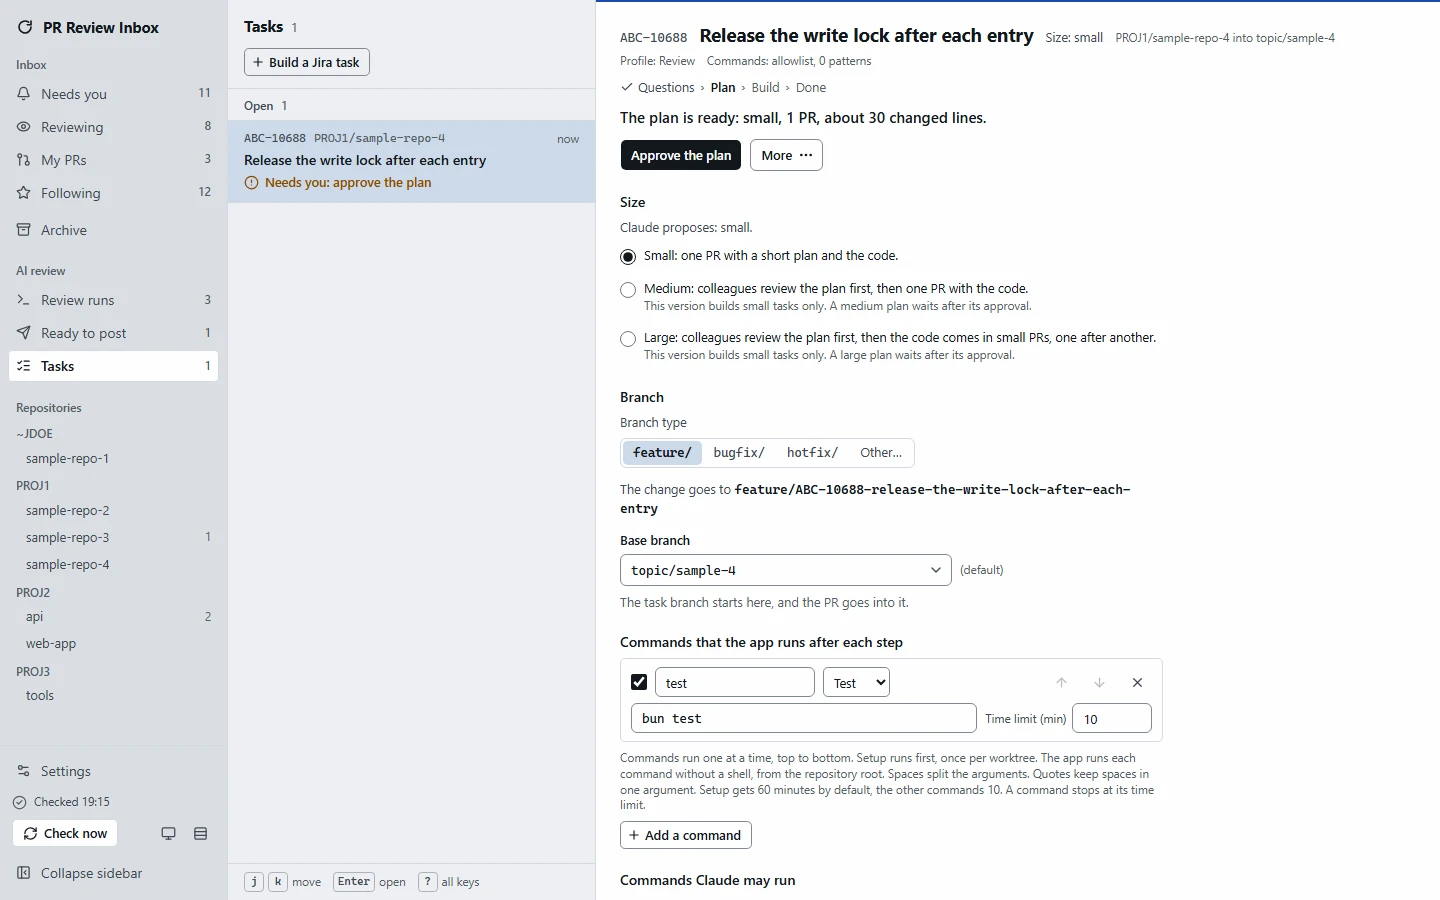 PR Review Inbox
Inbox
Needs you 11
Reviewing 8
My PRs 3
Following 12
Archive
AI review
Review runs 3
Ready to post 1
Tasks 1
Repositories
~JDOE
sample-repo-1
PROJ1
sample-repo-2
sample-repo-3 1
sample-repo-4
PROJ2
api 2
web-app
PROJ3
tools
Settings
Checked 19:15
Check now
Collapse sidebar
Tasks 1
+ Build a Jira task
Open 1
ABC-10688 PROJ1/sample-repo-4 now
Release the write lock after each entry
Needs you: approve the plan
j k move Enter open ? all keys
ABC-10688 Release the write lock after each entry Size: small PROJ1/sample-repo-4 into topic/sample-4
Profile: Review Commands: allowlist, 0 patterns
Questions › Plan › Build › Done
The plan is ready: small, 1 PR, about 30 changed lines.
Approve the plan More ···
Size
Claude proposes: small.
Small: one PR with a short plan and the code.
Medium: colleagues review the plan first, then one PR with the code.
This version builds small tasks only. A medium plan waits after its approval.
Large: colleagues review the plan first, then the code comes in small PRs, one after another.
This version builds small tasks only. A large plan waits after its approval.
Branch
Branch type
feature/ bugfix/ hotfix/ Other...
The change goes to feature/ABC-10688-release-the-write-lock-after-each-
entry
Base branch
topic/sample-4 (default)
The task branch starts here, and the PR goes into it.
Commands that the app runs after each step
test Test
bun test Time limit (min) 10
Commands run one at a time, top to bottom. Setup runs first, once per worktree. The app runs each
command without a shell, from the repository root. Spaces split the arguments. Quotes keep spaces in
one argument. Setup gets 60 minutes by default, the other commands 10. A command stops at its time
limit.
+ Add a command
Commands Claude may run